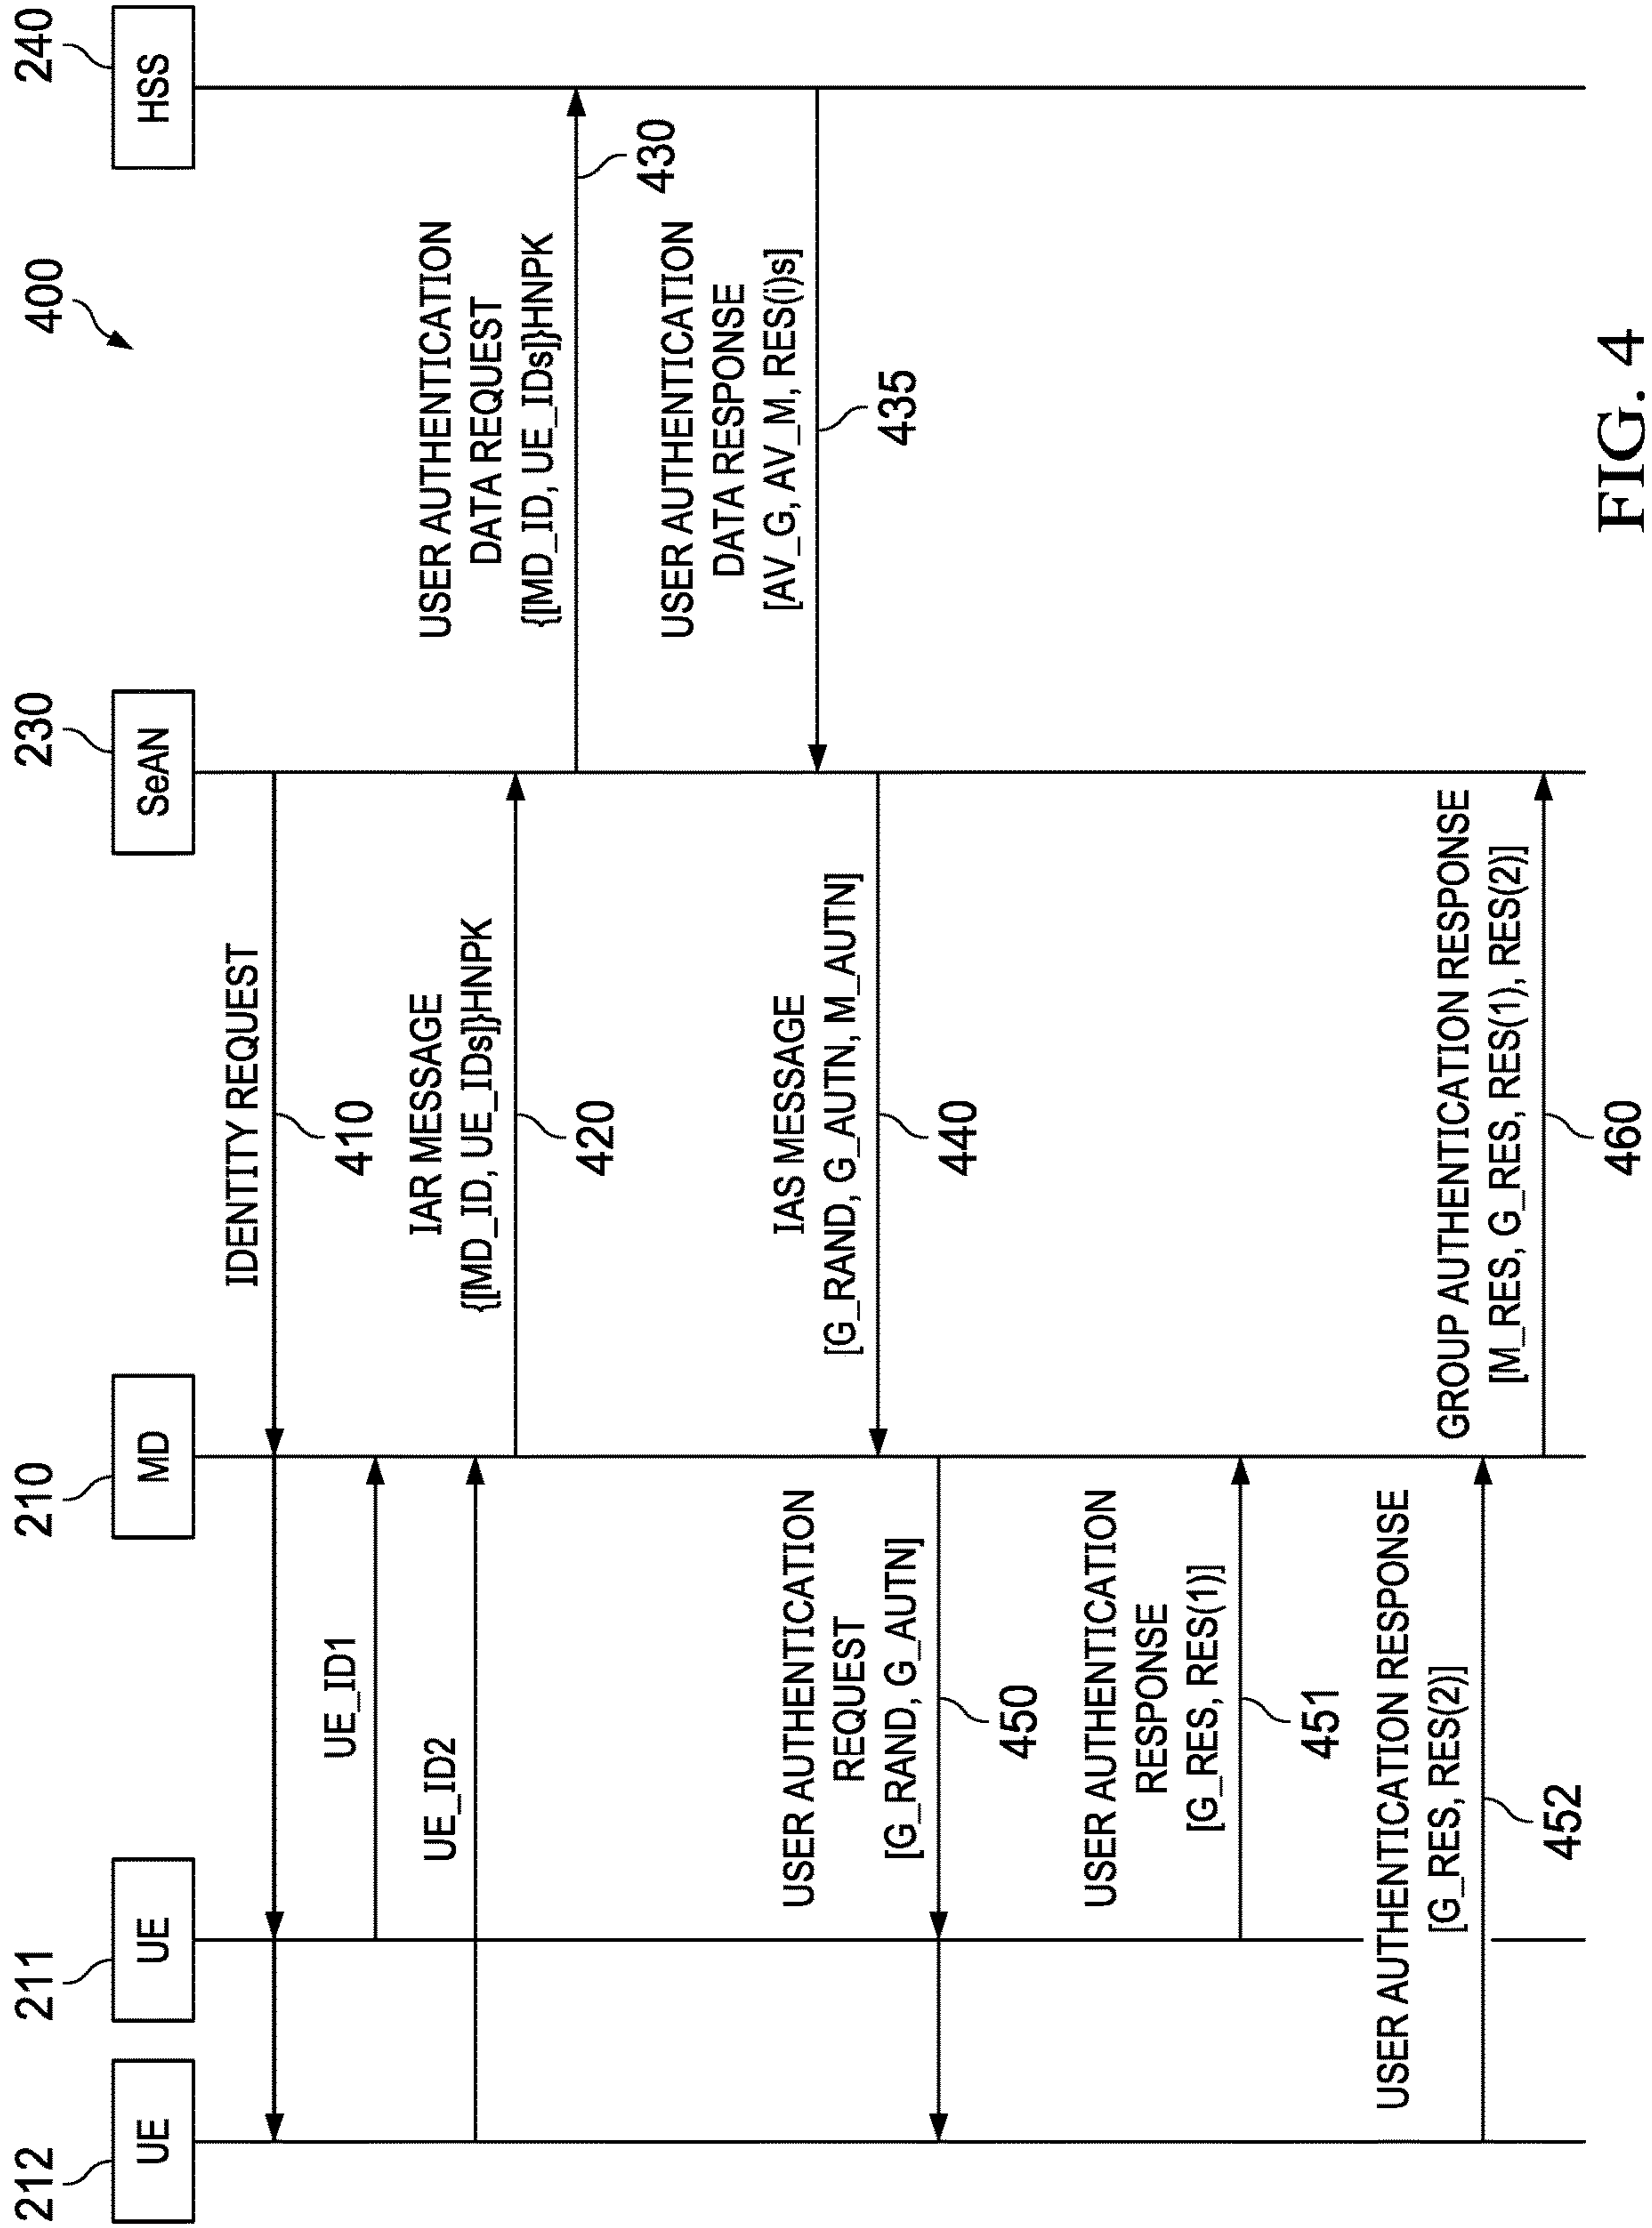 400
212
UE
211
UE
210
MD
230
SeAN
240
HSS
IDENTITY REQUEST
410
UE_ID1
UE_ID2
IAR MESSAGE
{[MD_ID, UE_IDs]}HNPK
420
USER AUTHENTICATION
DATA REQUEST
{[MD_ID, UE_IDs]}HNPK
430
USER AUTHENTICATION
DATA RESPONSE
[AV_G, AV_M, RES(i)s]
435
IAS MESSAGE
[G_RAND, G_AUTN, M_AUTN]
440
USER AUTHENTICATION
REQUEST
[G_RAND, G_AUTN]
450
USER AUTHENTICATION
RESPONSE
[G_RES, RES(1)]
451
USER AUTHENTICATION RESPONSE
[G_RES, RES(2)]
452
GROUP AUTHENTICATION RESPONSE
[M_RES, G_RES, RES(1), RES(2)]
460
FIG. 4